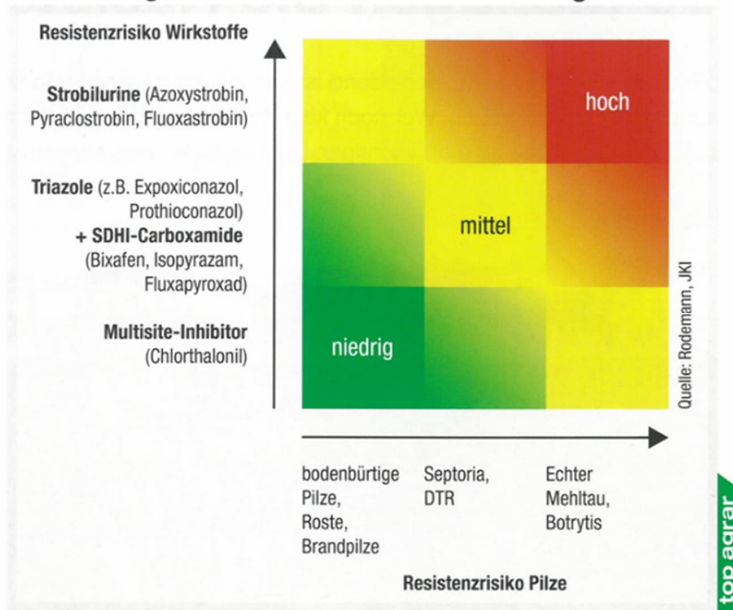 Resistenzrisiko Wirkstoffe
Strobilurine (Azoxystrobin,
Pyraclostrobin, Fluoxastrobin)
Triazole (z.B. Expoxiconazol,
Prothioconazol)
+ SDHI-Carboxamide
(Bixafen, Isopyrazam,
Fluxapyroxad)
Multisite-Inhibitor
(Chlorthalonil)
hoch
mittel
niedrig
Quelle: Rodemann, JKI
bodenbürtige
Pilze,
Roste,
Brandpilze
Septoria,
DTR
Echter
Mehltau,
Botrytis
Resistenzrisiko Pilze
top agrar